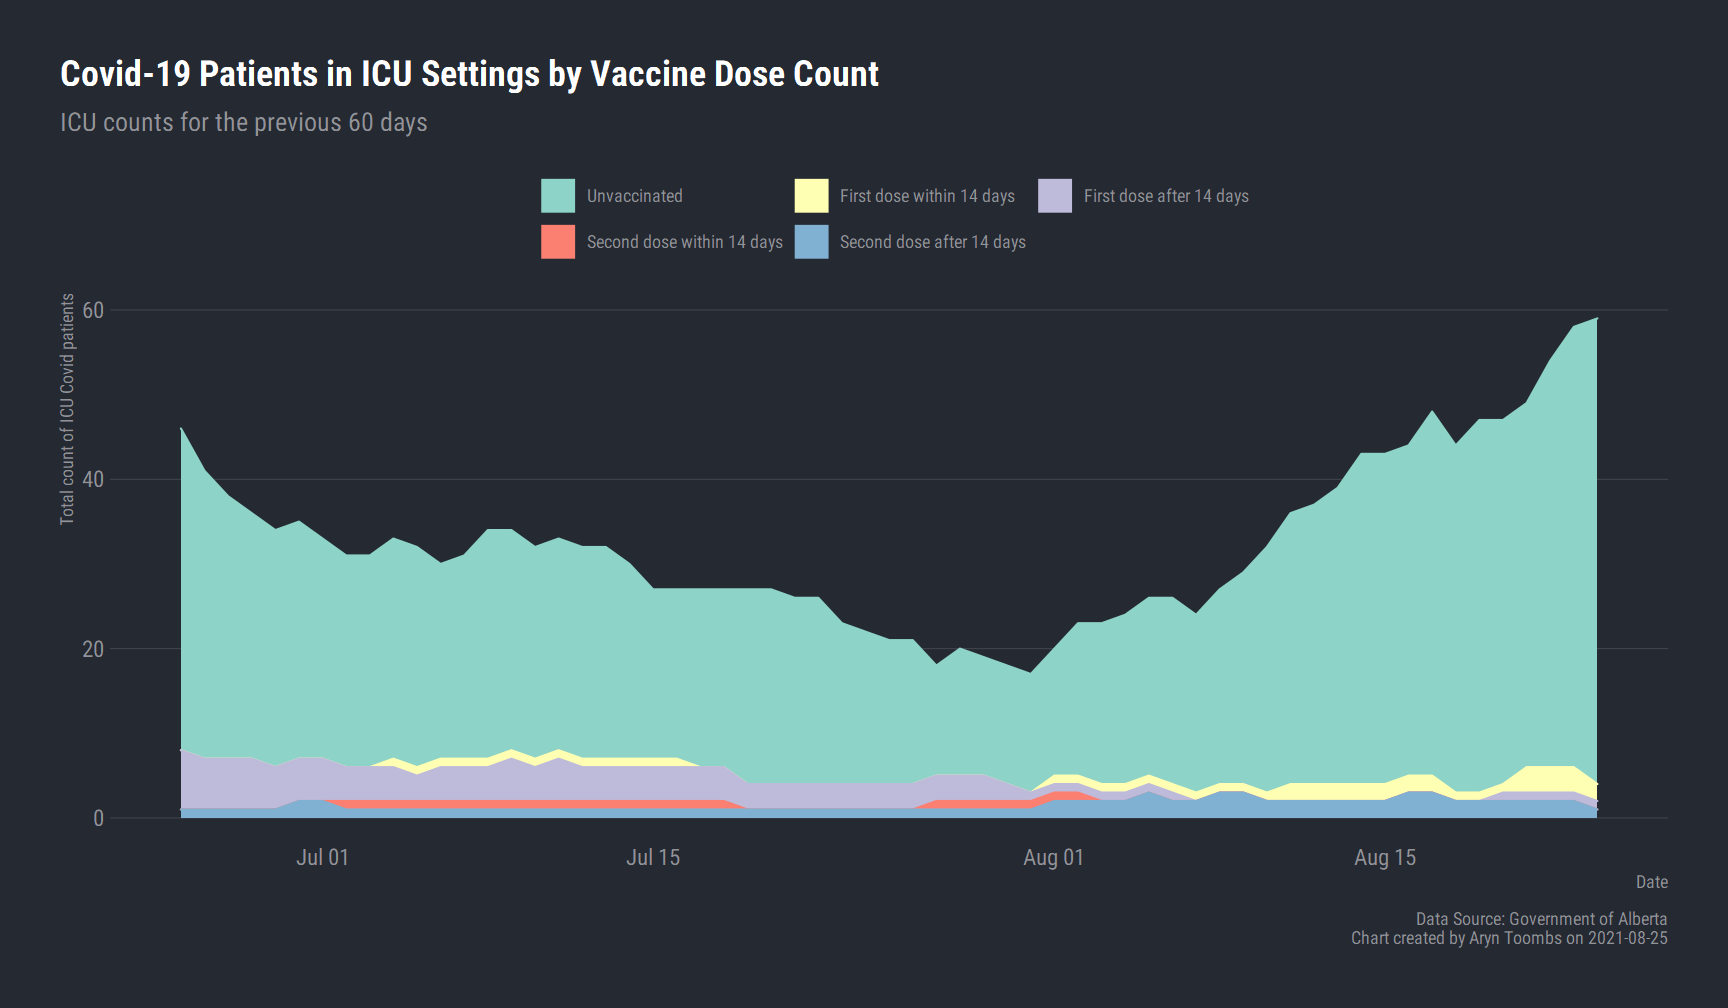 Covid-19 Patients in ICU Settings by Vaccine Dose Count
ICU counts for the previous 60 days
Unvaccinated
First dose within 14 days
First dose after 14 days
Second dose within 14 days
Second dose after 14 days
Total count of ICU Covid patients
60
40
20
0
Jul 01
Jul 15
Aug 01
Aug 15
Date
Data Source: Government of Alberta
Chart created by Aryn Toombs on 2021-08-25